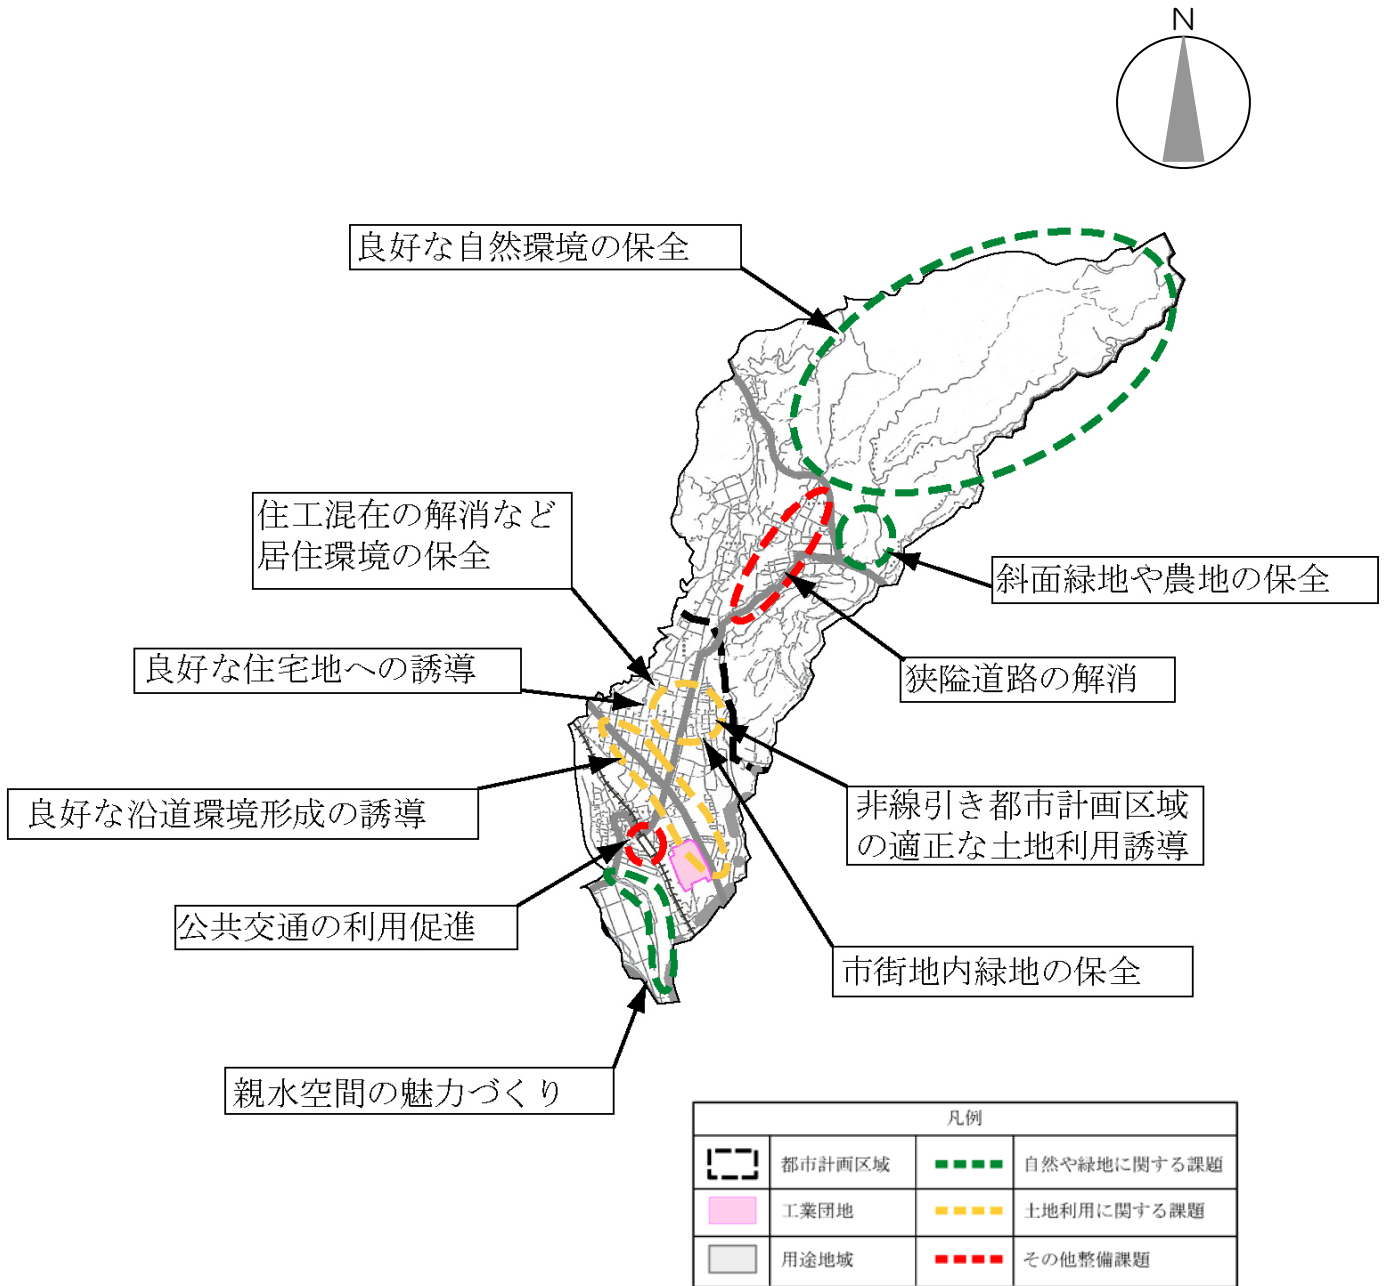 N
良好な自然環境の保全
住工混在の解消など
居住環境の保全
斜面緑地や農地の保全
良好な住宅地への誘導
狭隘道路の解消
良好な沿道環境形成の誘導
非線引き都市計画区域
の適正な土地利用誘導
公共交通の利用促進
市街地内緑地の保全
親水空間の魅力づくり
凡例
都市計画区域
自然や緑地に関する課題
工業団地
土地利用に関する課題
用途地域
その他整備課題